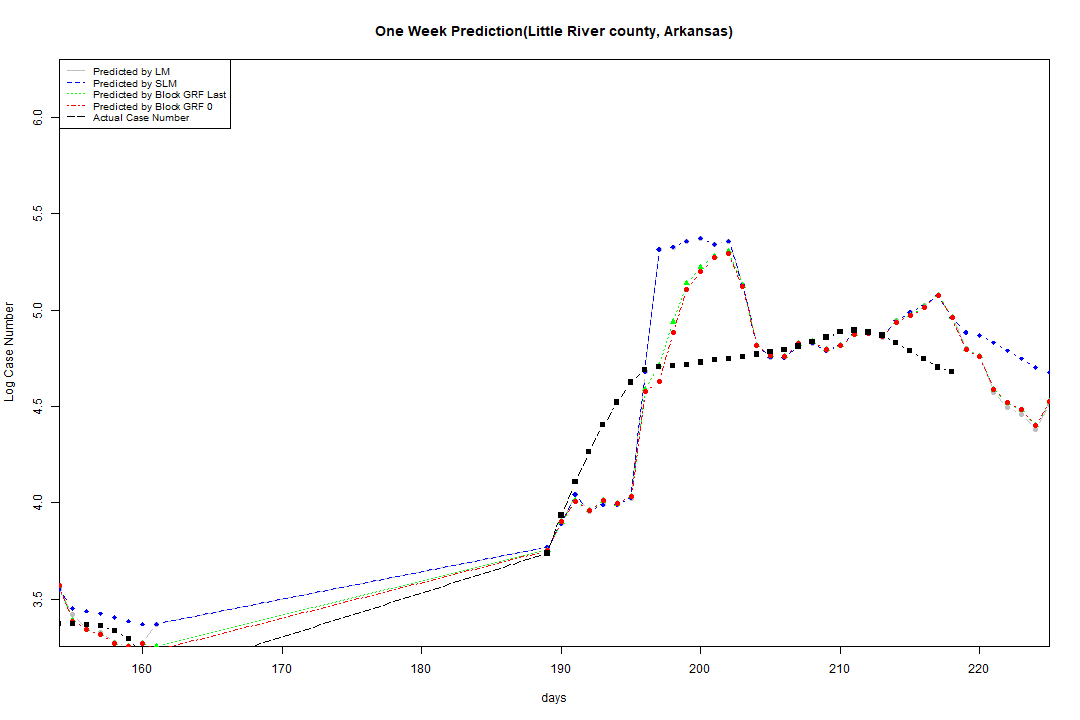 One Week Prediction(Little River county, Arkansas)
Predicted by LM
Predicted by SLM
Predicted by Block GRF Last
Predicted by Block GRF 0
Actual Case Number
Log Case Number
6.0
5.5
5.0
4.5
4.0
3.5
160 170 180 190 200 210 220
days